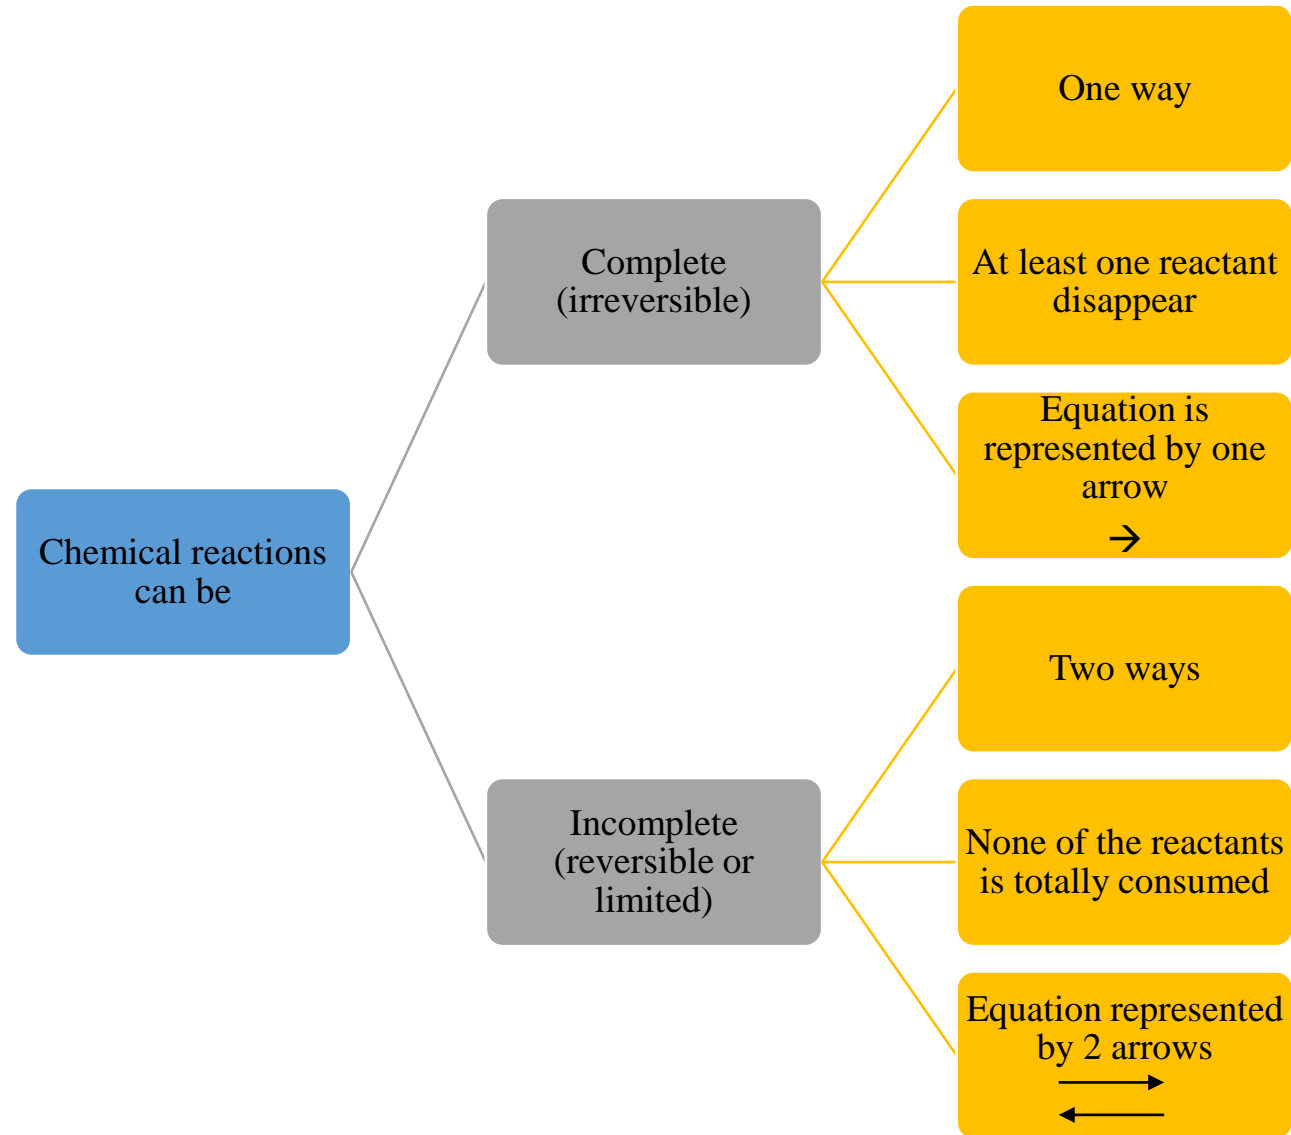 Chemical reactions
can be
Complete
(irreversible)
One way
At least one reactant
disappear
Equation is
represented by one
arrow
→
Incomplete
(reversible or
limited)
Two ways
None of the reactants
is totally consumed
Equation represented
by 2 arrows